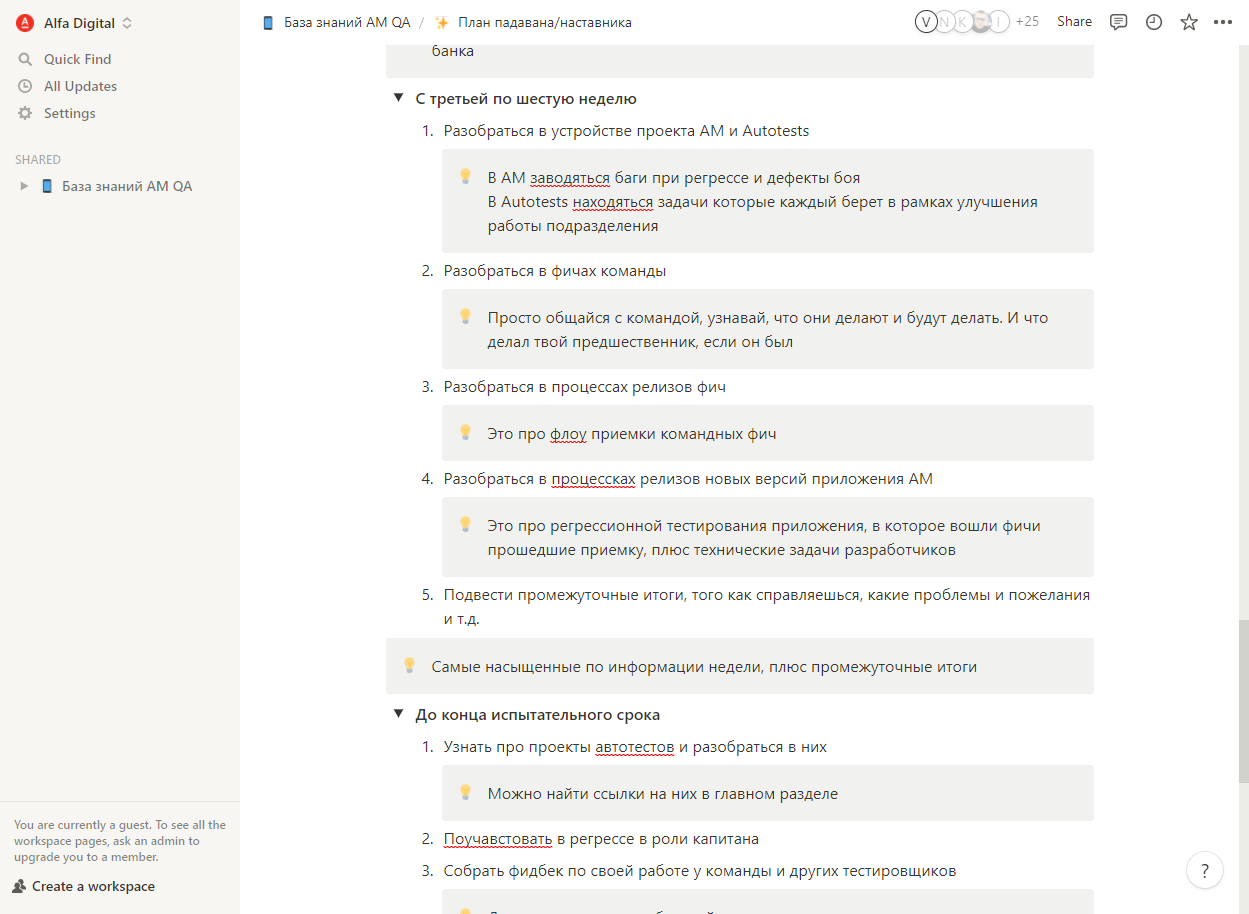 Alfa Digital
Quick Find
All Updates
Settings
SHARED
База знаний AM QA
You are currently a guest. To see all the
workspace pages, ask an admin to
upgrade you to a member.
Create a workspace
База знаний AM QA / План падавана/наставника
V N K I +25 Share
банка
С третьей по шестую неделю
1. Разобраться в устройстве проекта АМ и Autotests
В АМ заводяться баги при регрессе и дефекты боя
В Autotests находяться задачи которые каждый берет в рамках улучшения
работы подразделения
2. Разобраться в фичах команды
Просто общайся с командой, узнавай, что они делают и будут делать. И что
делал твой предшественник, если он был
3. Разобраться в процессах релизов фич
Это про флоу приемки командных фич
4. Разобраться в процессках релизов новых версий приложения АМ
Это про регрессионной тестирования приложения, в которое вошли фичи
прошедшие приемку, плюс технические задачи разработчиков
5. Подвести промежуточные итоги, того как справляешься, какие проблемы и пожелания
и т.д.
Самые насыщенные по информации недели, плюс промежуточные итоги
До конца испытательного срока
1. Узнать про проекты автотестов и разобраться в них
Можно найти ссылки на них в главном разделе
2. Поучавстовать в регрессе в роли капитана
3. Собрать фидбек по своей работе у команды и других тестировщиков
?